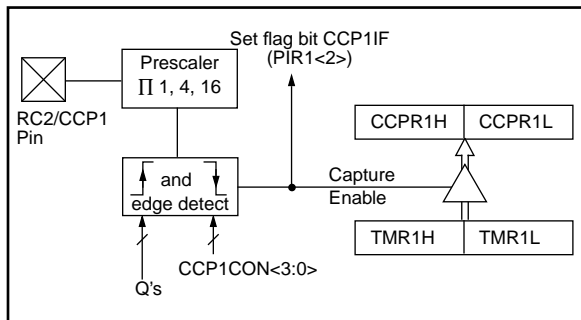 Set flag bit CCP1IF
(PIR1<2>)
Prescaler
∏ 1, 4, 16
RC2/CCP1
Pin
CCPR1H
CCPR1L
and
edge detect
Capture
Enable
TMR1H
TMR1L
CCP1CON<3:0>
Q's